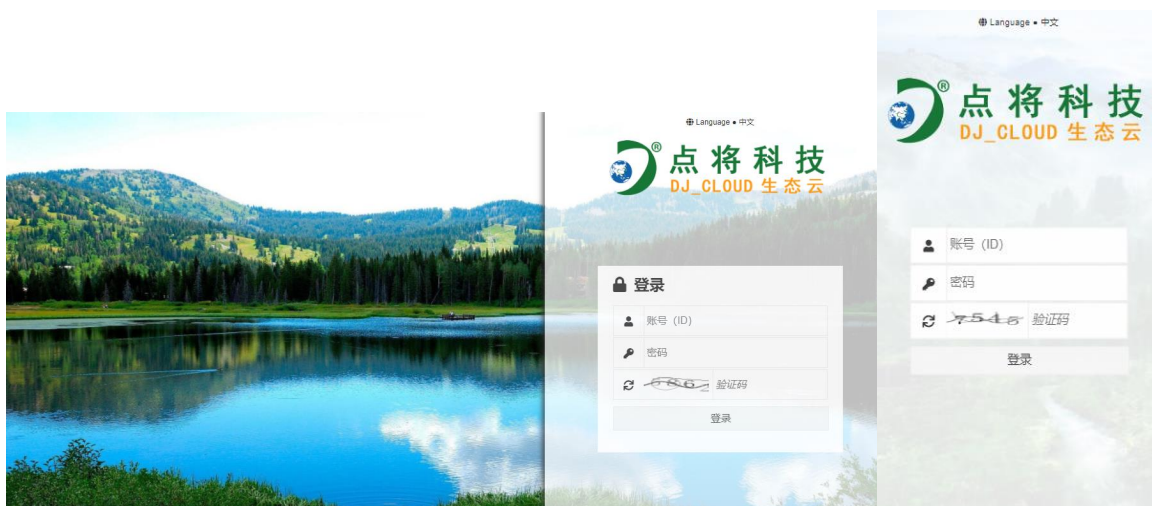 Language ▪ 中文
点将科技®
DJ_CLOUD 生态云
登录
账号 (ID)
密码
验证码
登录
Language ▪ 中文
点将科技®
DJ_CLOUD 生态云
账号 (ID)
密码
7545 验证码
登录